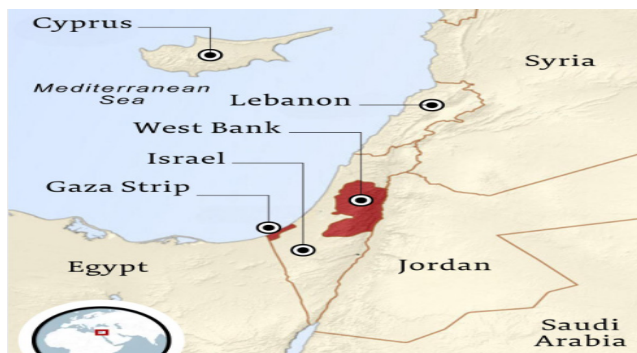 Cyprus
Mediterranean
Sea
Syria
Lebanon
West Bank
Israel
Gaza Strip
Egypt
Jordan
Saudi
Arabia